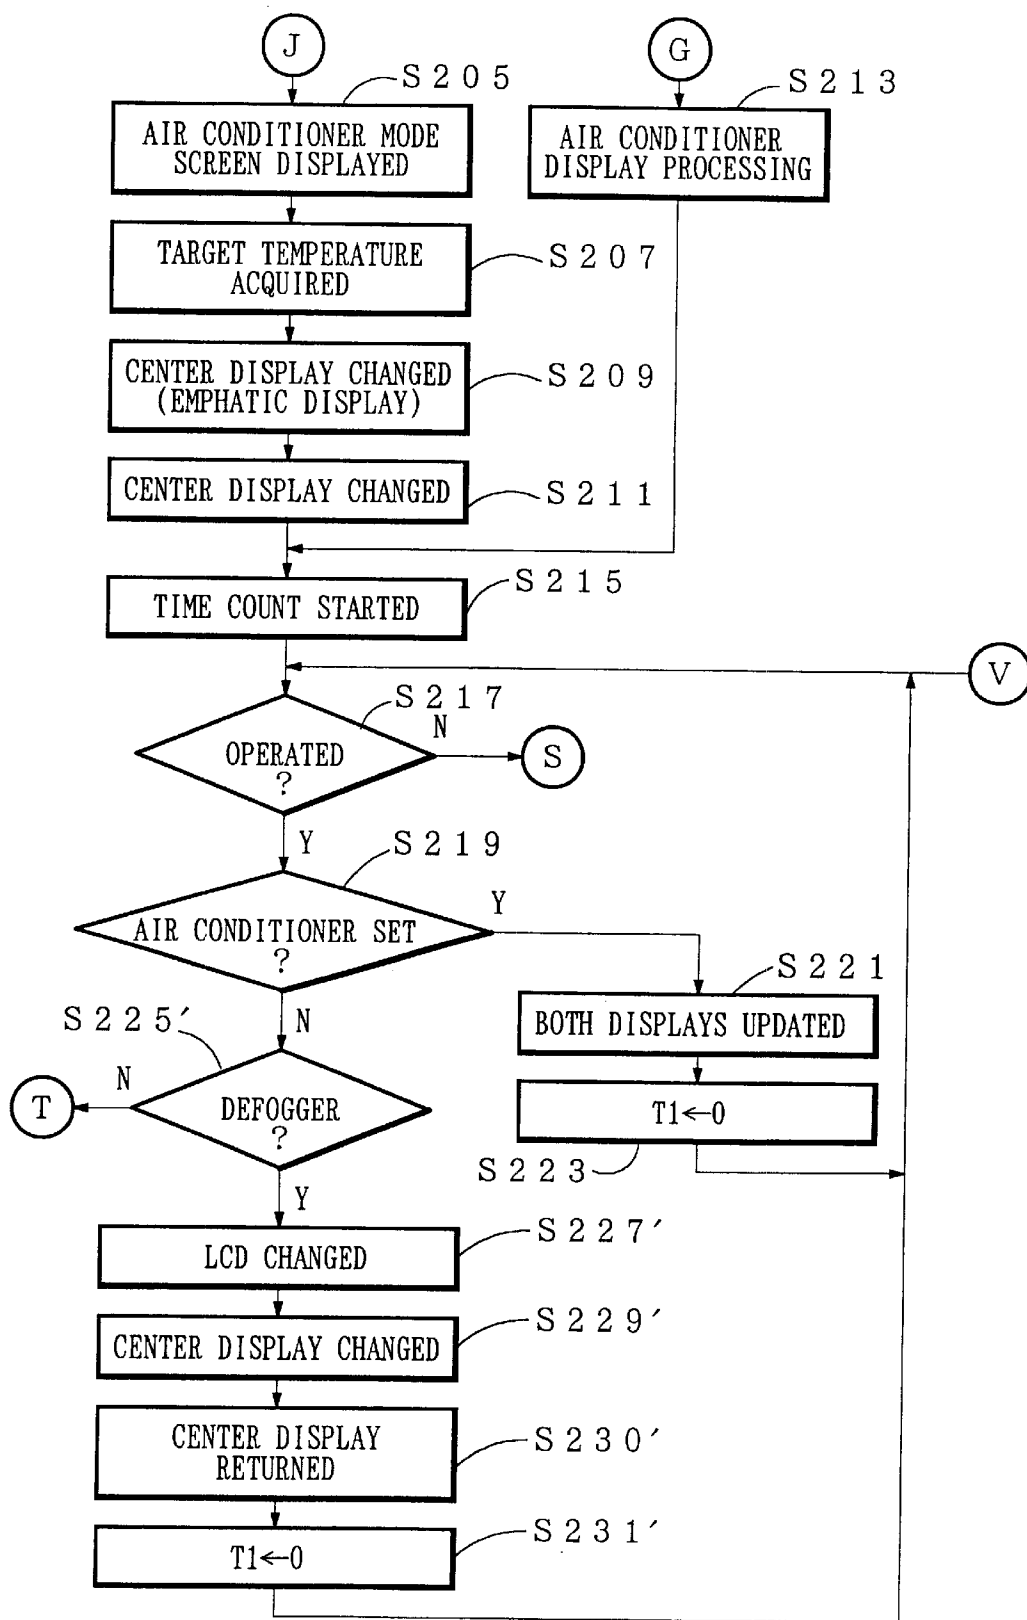 J
G
S205
S213
AIR CONDITIONER MODE
SCREEN DISPLAYED
AIR CONDITIONER
DISPLAY PROCESSING
TARGET TEMPERATURE
ACQUIRED
S207
CENTER DISPLAY CHANGED
(EMPHATIC DISPLAY)
S209
CENTER DISPLAY CHANGED
S211
S215
TIME COUNT STARTED
V
S217
N
OPERATED
?
S
Y
S219
Y
AIR CONDITIONER SET
?
S221
S225′
N
BOTH DISPLAYS UPDATED
N
T
DEFOGGER
?
T1←0
S223
Y
S227′
LCD CHANGED
S229′
CENTER DISPLAY CHANGED
CENTER DISPLAY
RETURNED
S230′
S231′
T1←0